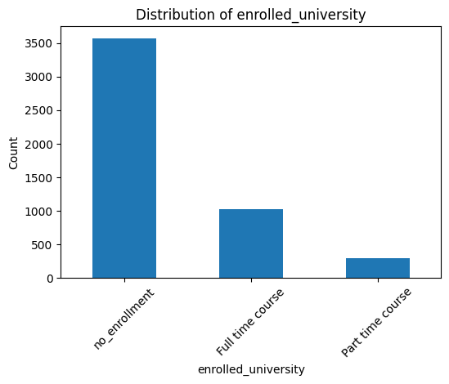 Distribution of enrolled_university
3500
3000
2500
2000
1500
1000
500
0
Count
no_enrollment
Full time course
Part time course
enrolled_university